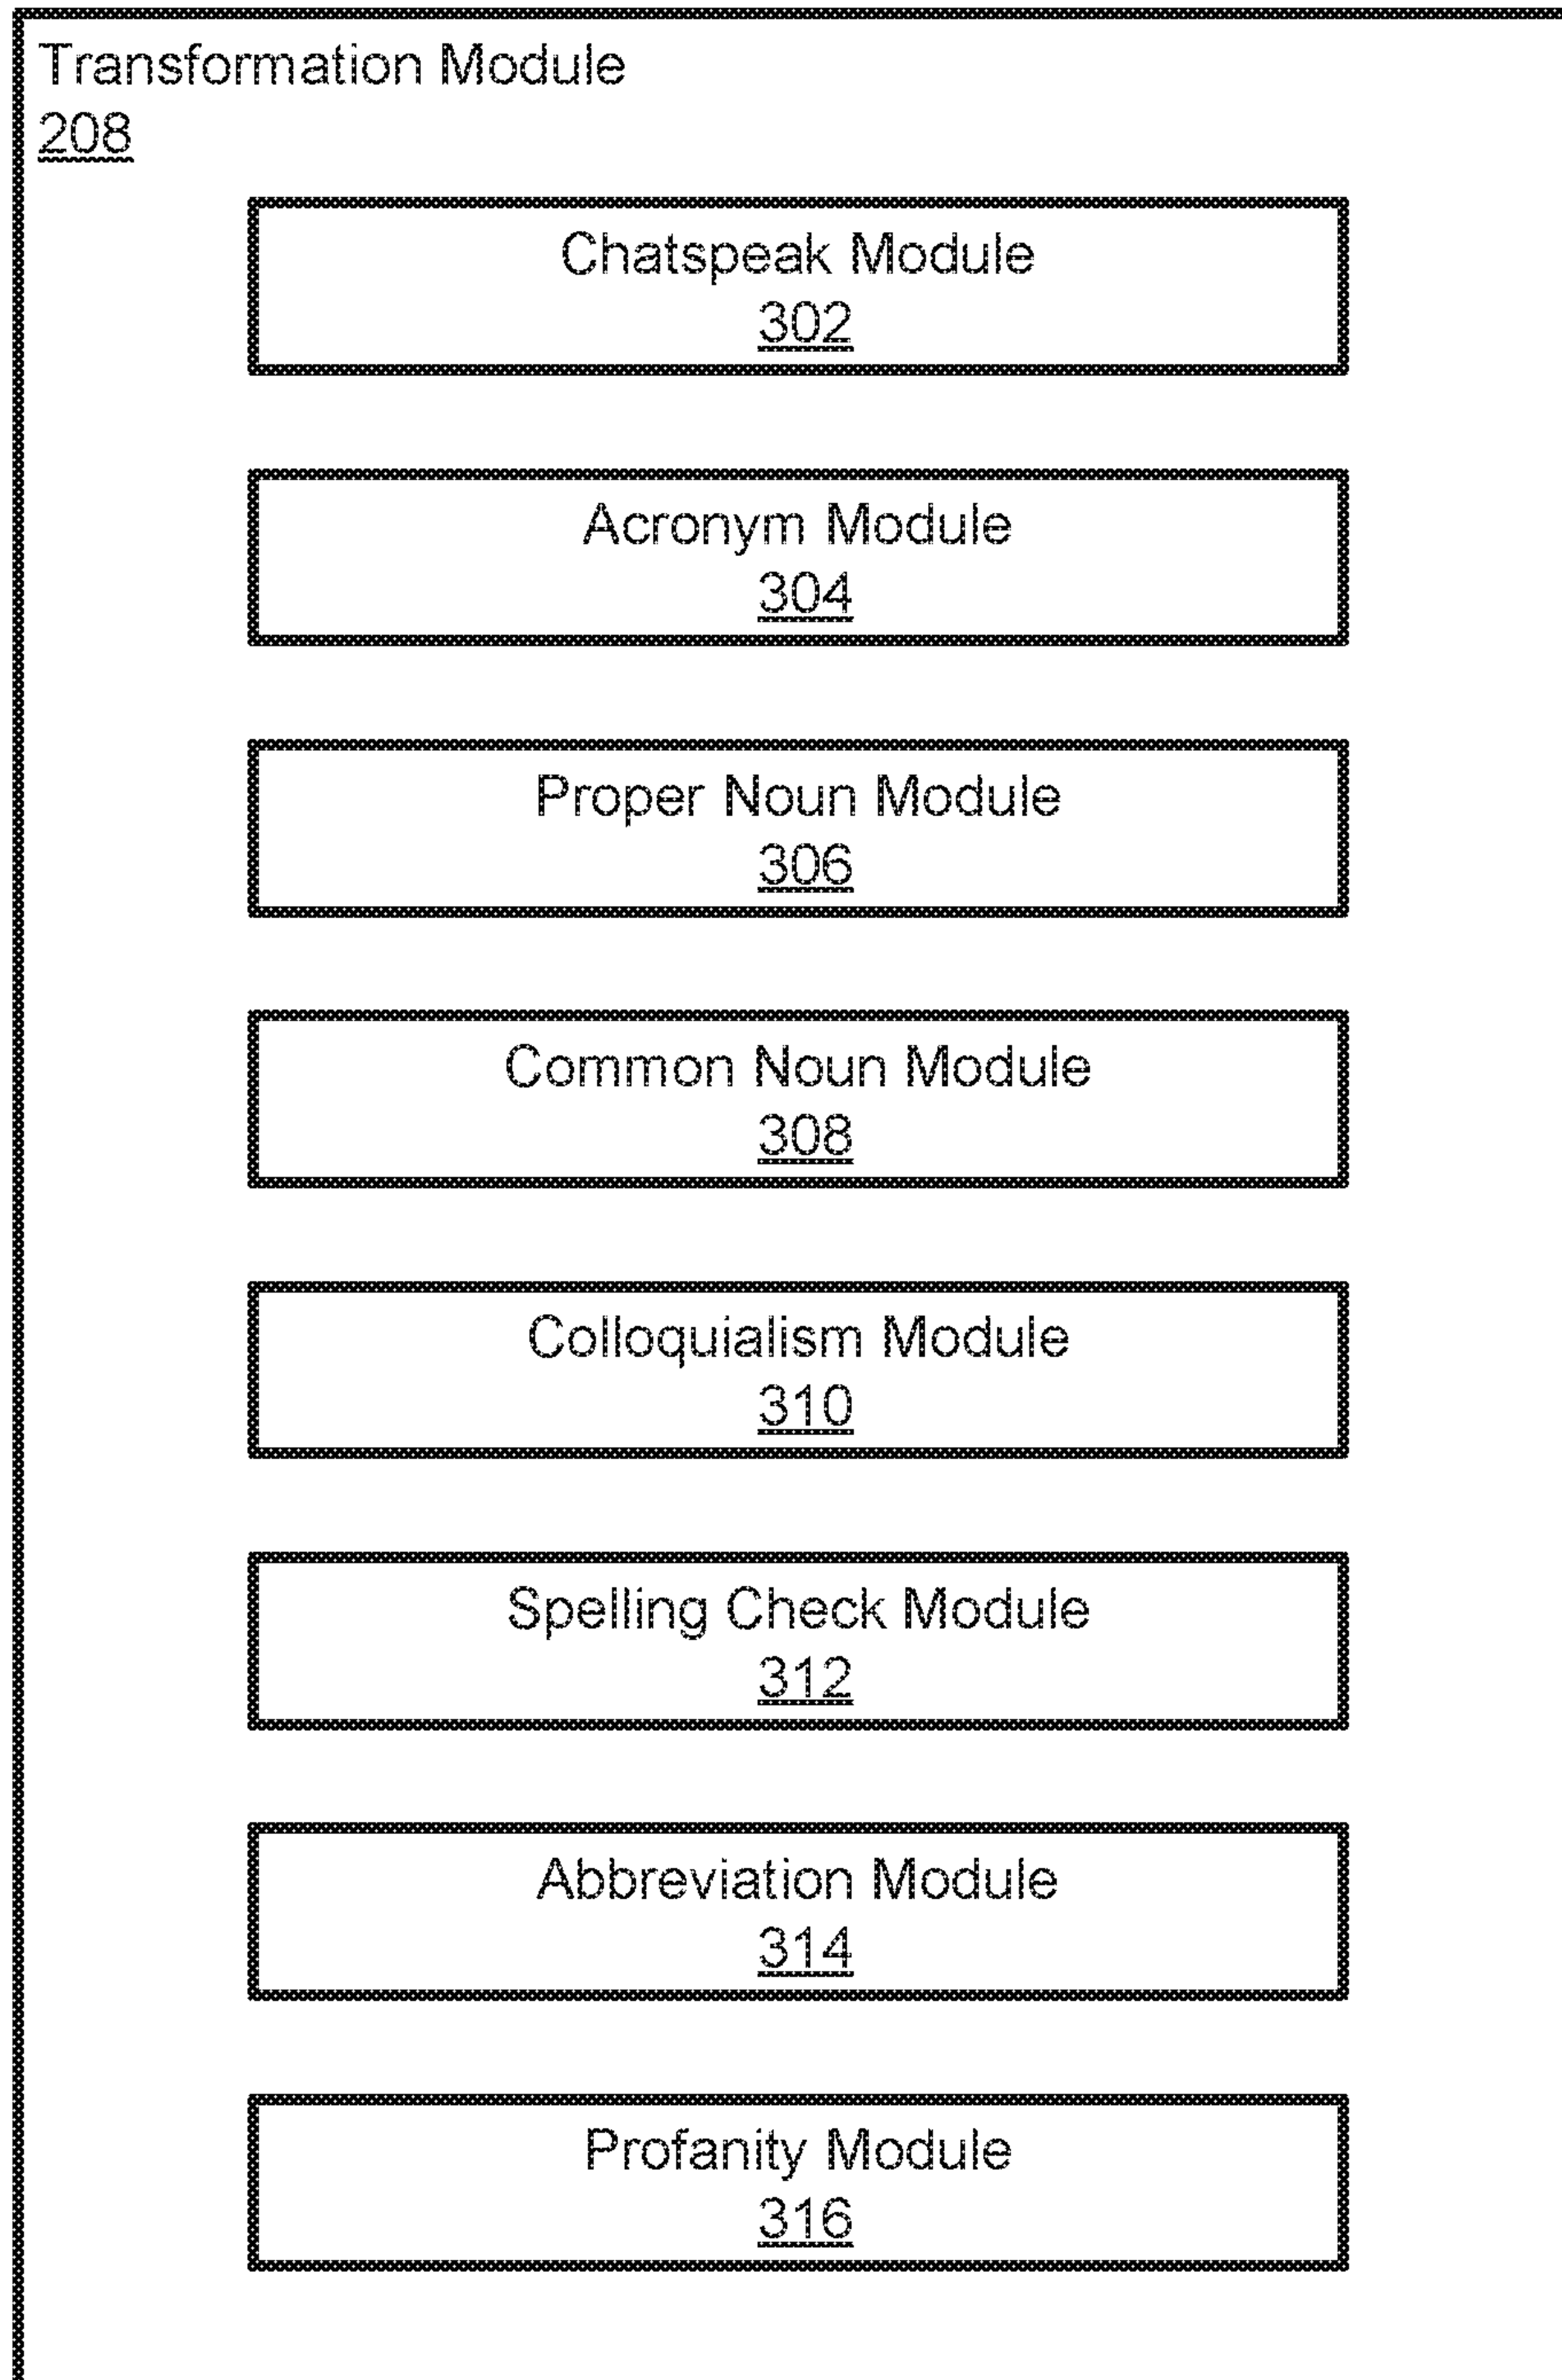 Transformation Module
208
Chatspeak Module
302
Acronym Module
304
Proper Noun Module
306
Common Noun Module
308
Colloquialism Module
310
Spelling Check Module
312
Abbreviation Module
314
Profanity Module
316